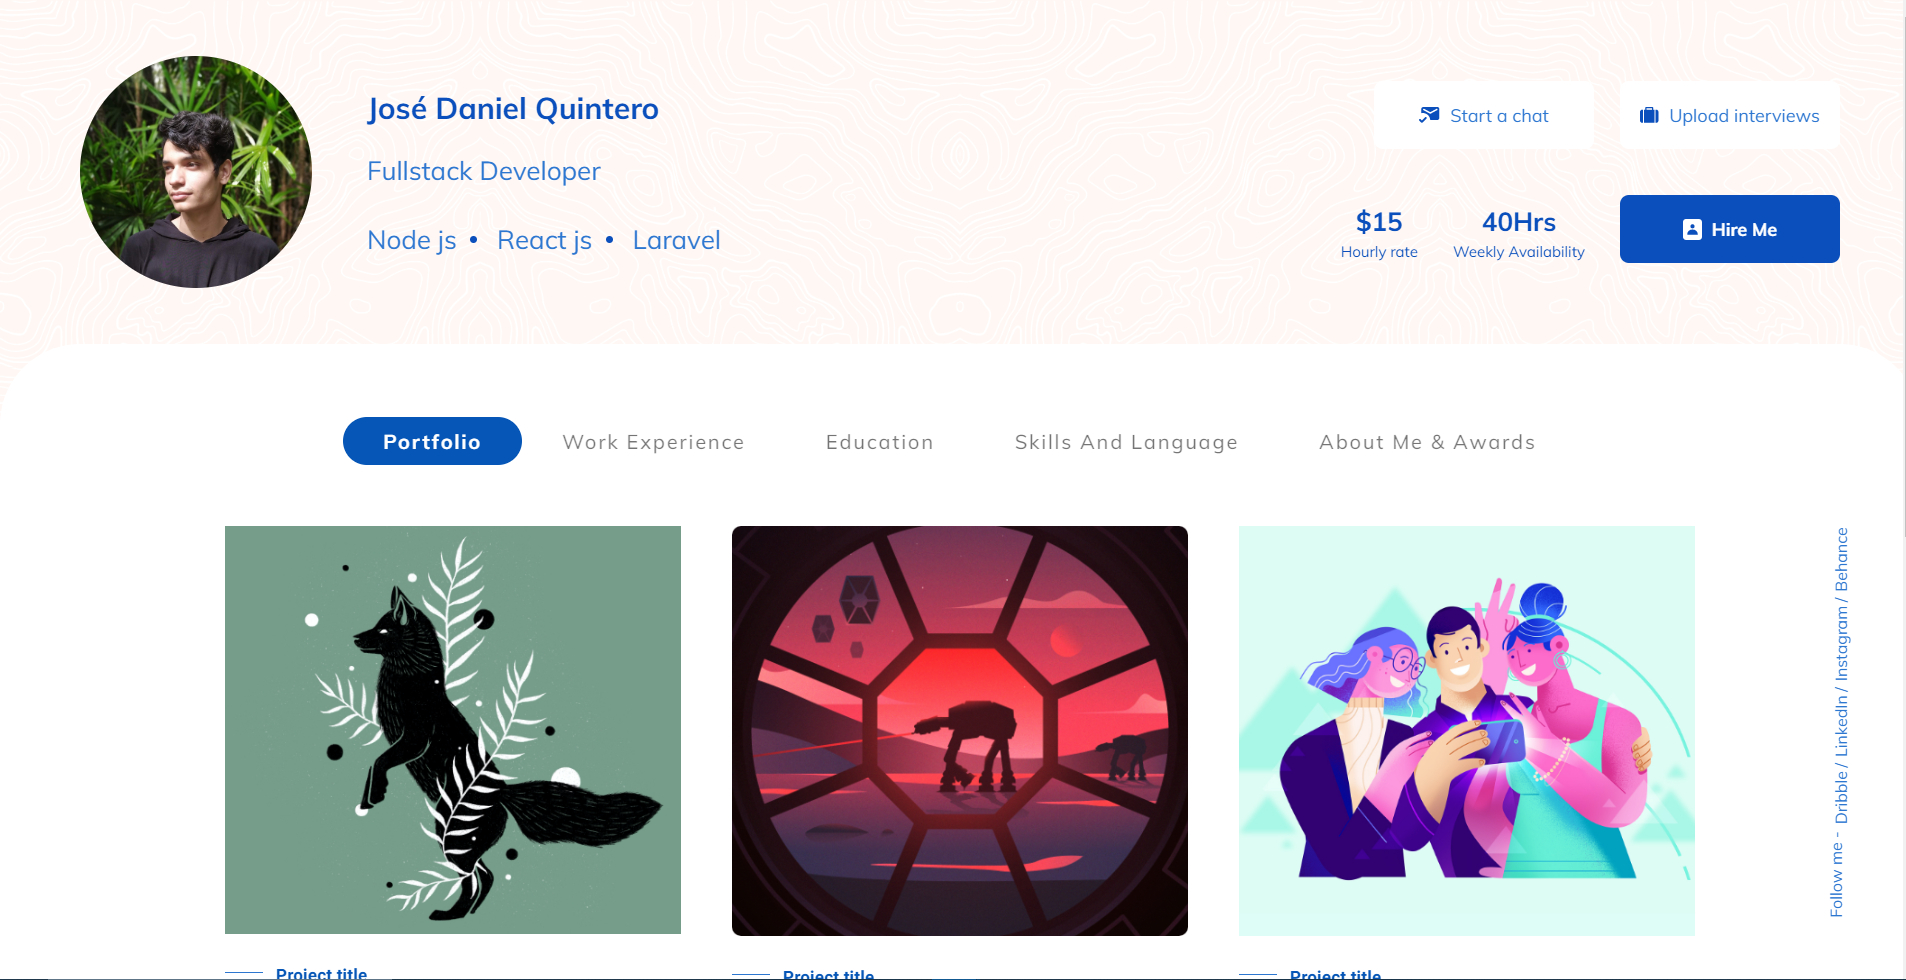 José Daniel Quintero
Fullstack Developer
Node js • React js • Laravel
Start a chat
Upload interviews
$15
Hourly rate
40Hrs
Weekly Availability
Hire Me
Portfolio
Work Experience
Education
Skills And Language
About Me & Awards
Follow me - Dribble / LinkedIn / Instagram / Behance
Project title
Project title
Project title